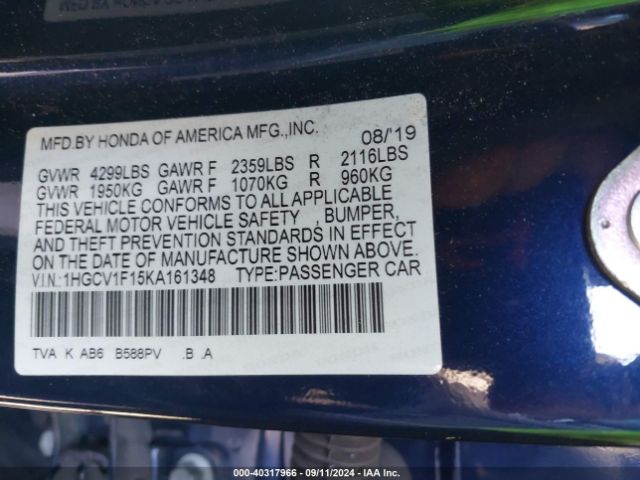 MFD.BY HONDA OF AMERICA MFG.,INC. 08/'19
GVWR 4299LBS GAWR F 2359LBS R 2116LBS
GVWR 1950KG GAWR F 1070KG R 960KG
THIS VEHICLE CONFORMS TO ALL APPLICABLE
FEDERAL MOTOR VEHICLE SAFETY , BUMPER,
AND THEFT PREVENTION STANDARDS IN EFFECT
ON THE DATE OF MANUFACTURE SHOWN ABOVE.
V.I.N.:1HGCV1F15KA161348 TYPE:PASSENGER CAR
TVA K AB6 B588PV .B .A
000-40317966 - 09/11/2024 - IAA Inc.